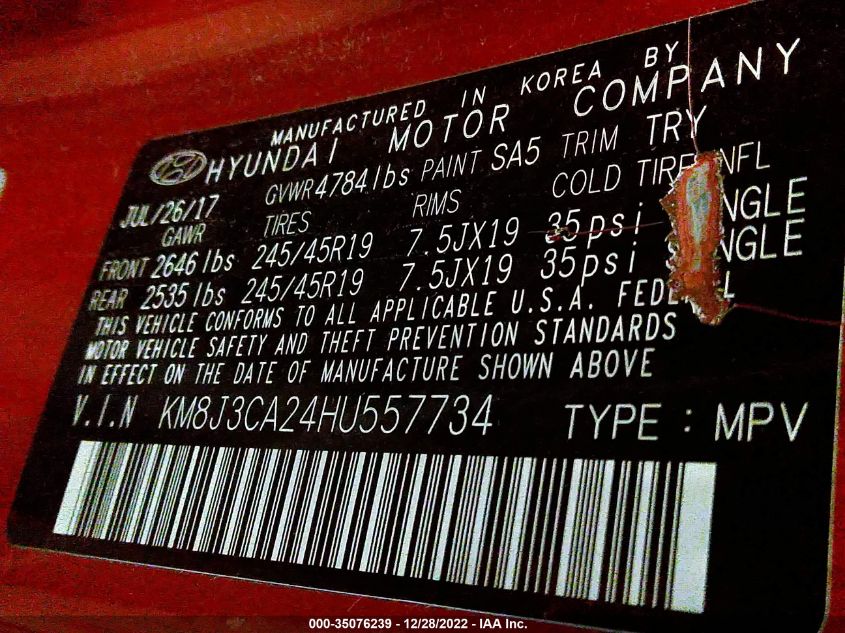 MANUFACTURED IN KOREA BY
HYUNDAI MOTOR COMPANY
JUL/26/17 GVWR 4784 lbs PAINT SA5 TRIM TRY
GAWR TIRES RIMS COLD TIRE NFL
FRONT 2646 lbs 245/45R19 7.5JX19 35psi NGLE
REAR 2535 lbs 245/45R19 7.5JX19 35psi NGLE
THIS VEHICLE CONFORMS TO ALL APPLICABLE U.S.A. FEDERAL
MOTOR VEHICLE SAFETY AND THEFT PREVENTION STANDARDS
IN EFFECT ON THE DATE OF MANUFACTURE SHOWN ABOVE
V.I.N KM8J3CA24HU557734 TYPE : MPV
000-35076239 - 12/28/2022 - IAA Inc.